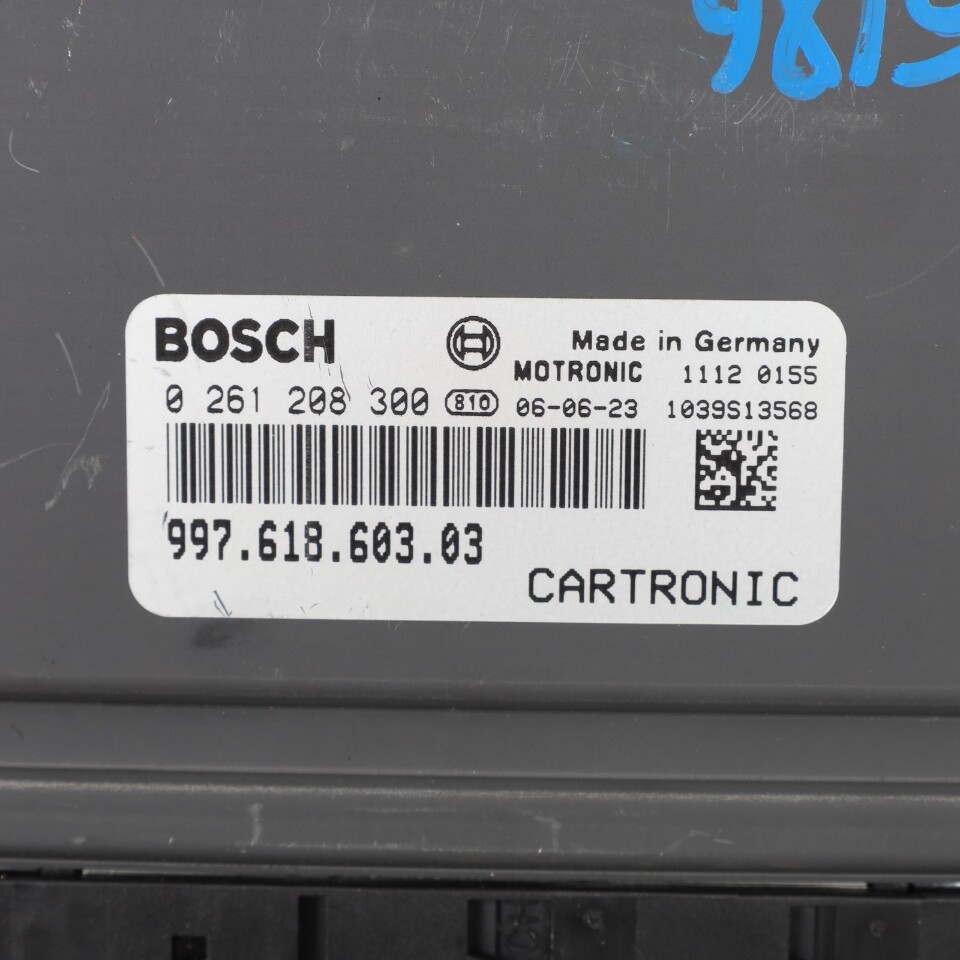 BOSCH
Made in Germany
MOTRONIC 1112 0155
0 261 208 300 810 06-06-23 1039S13568
997.618.603.03
CARTRONIC